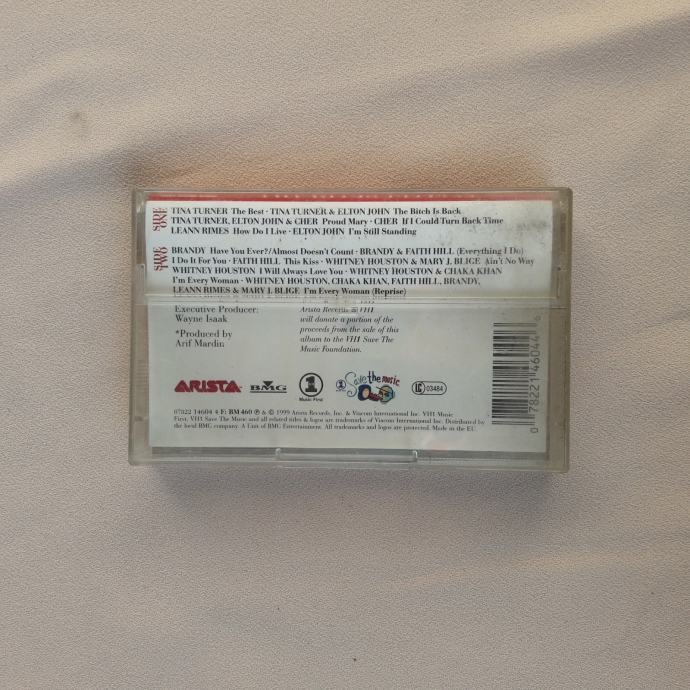 SIDE ONE
TINA TURNER The Best · TINA TURNER & ELTON JOHN The Bitch Is Back
TINA TURNER, ELTON JOHN & CHER Proud Mary · CHER If I Could Turn Back Time
LEANN RIMES How Do I Live · ELTON JOHN I'm Still Standing
SIDE TWO
BRANDY Have You Ever?/Almost Doesn't Count · BRANDY & FAITH HILL (Everything I Do)
I Do It For You · FAITH HILL This Kiss · WHITNEY HOUSTON & MARY J. BLIGE Ain't No Way
WHITNEY HOUSTON I Will Always Love You · WHITNEY HOUSTON & CHAKA KHAN
I'm Every Woman · WHITNEY HOUSTON, CHAKA KHAN, FAITH HILL, BRANDY,
LEANN RIMES & MARY J. BLIGE I'm Every Woman (Reprise)
Executive Producer:
Wayne Isaak
*Produced by
Arif Mardin
Arista Records VH1
will donate a portion of the
proceeds from the sale of this
album to the VH1 Save The
Music Foundation.
ARISTA
BMG
1
Music First
Save the music
LC 03484
07822 14604 4 F: BM 460 ℗ & © 1999 Arista Records, Inc. & Viacom International Inc. VH1 Music
First, VH1 Save The Music and all related titles & logos are trademarks of Viacom International Inc. Distributed by
the local BMG company. A Unit of BMG Entertainment. All trademarks and logos are protected. Made in the EU
0 78221 46044 6